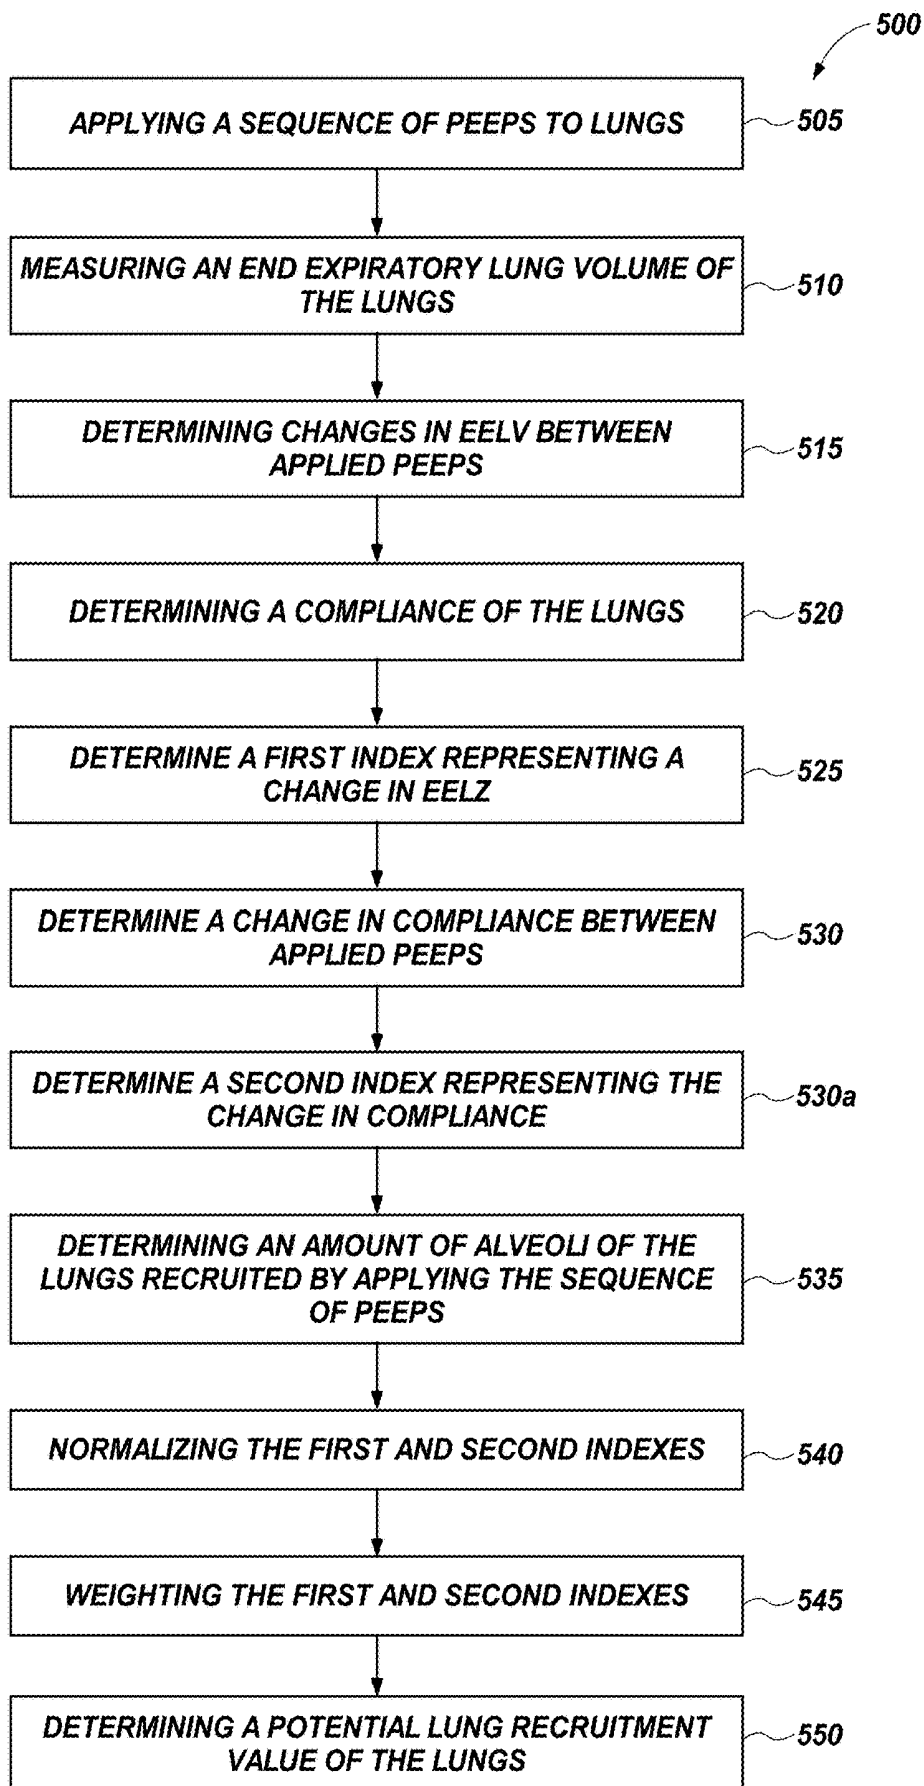 500
APPLYING A SEQUENCE OF PEEPS TO LUNGS
505
MEASURING AN END EXPIRATORY LUNG VOLUME OF
THE LUNGS
510
DETERMINING CHANGES IN EELV BETWEEN
APPLIED PEEPS
515
DETERMINING A COMPLIANCE OF THE LUNGS
520
DETERMINE A FIRST INDEX REPRESENTING A
CHANGE IN EELZ
525
DETERMINE A CHANGE IN COMPLIANCE BETWEEN
APPLIED PEEPS
530
DETERMINE A SECOND INDEX REPRESENTING THE
CHANGE IN COMPLIANCE
530a
DETERMINING AN AMOUNT OF ALVEOLI OF THE
LUNGS RECRUITED BY APPLYING THE SEQUENCE
OF PEEPS
535
NORMALIZING THE FIRST AND SECOND INDEXES
540
WEIGHTING THE FIRST AND SECOND INDEXES
545
DETERMINING A POTENTIAL LUNG RECRUITMENT
VALUE OF THE LUNGS
550